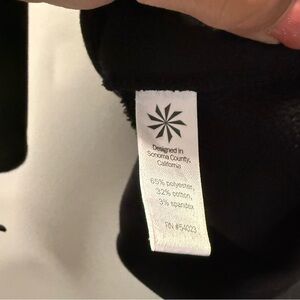 Designed in
Sonoma County,
California
65% polyester,
32% cotton,
3% spandex
RN #54023